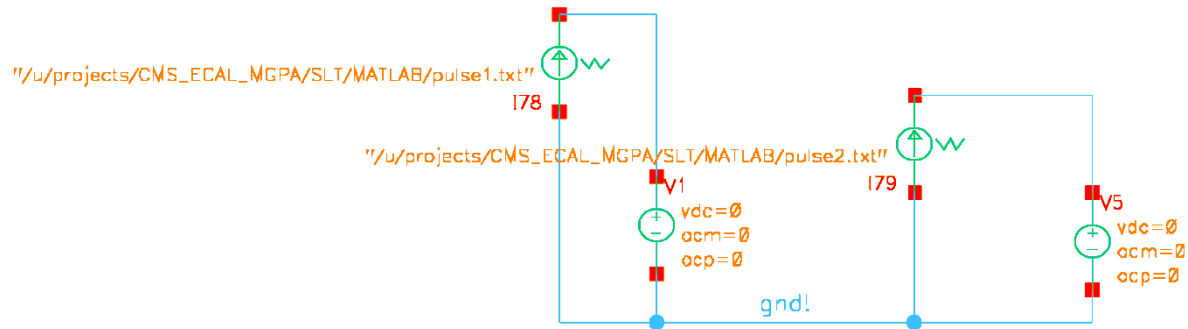 "/u/projects/CMS_ECAL_MGPA/SLT/MATLAB/pulse1.txt"
I78
"/u/projects/CMS_ECAL_MGPA/SLT/MATLAB/pulse2.txt"
I79
V1
vdc=0
acm=0
acp=0
V5
vdc=0
acm=0
acp=0
gnd!